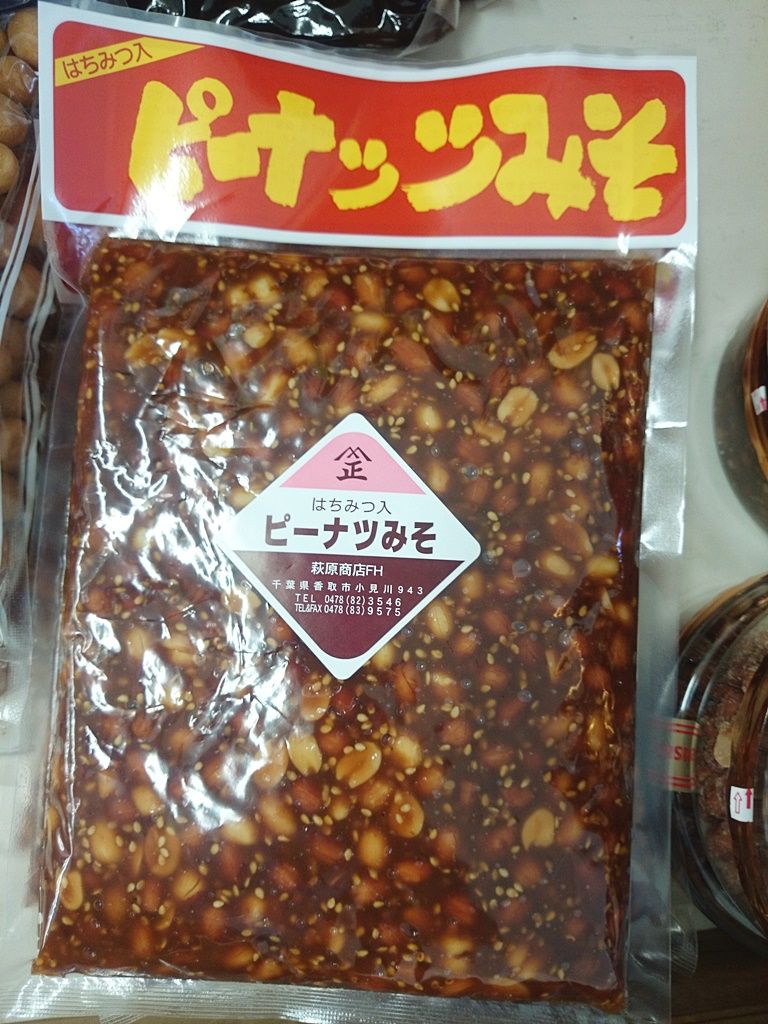 はちみつ入
ピーナッツみそ
正
はちみつ入
ピーナツみそ
萩原商店FH
千葉県香取市小見川943
TEL 0478(82)3546
TEL&FAX 0478(83)9575